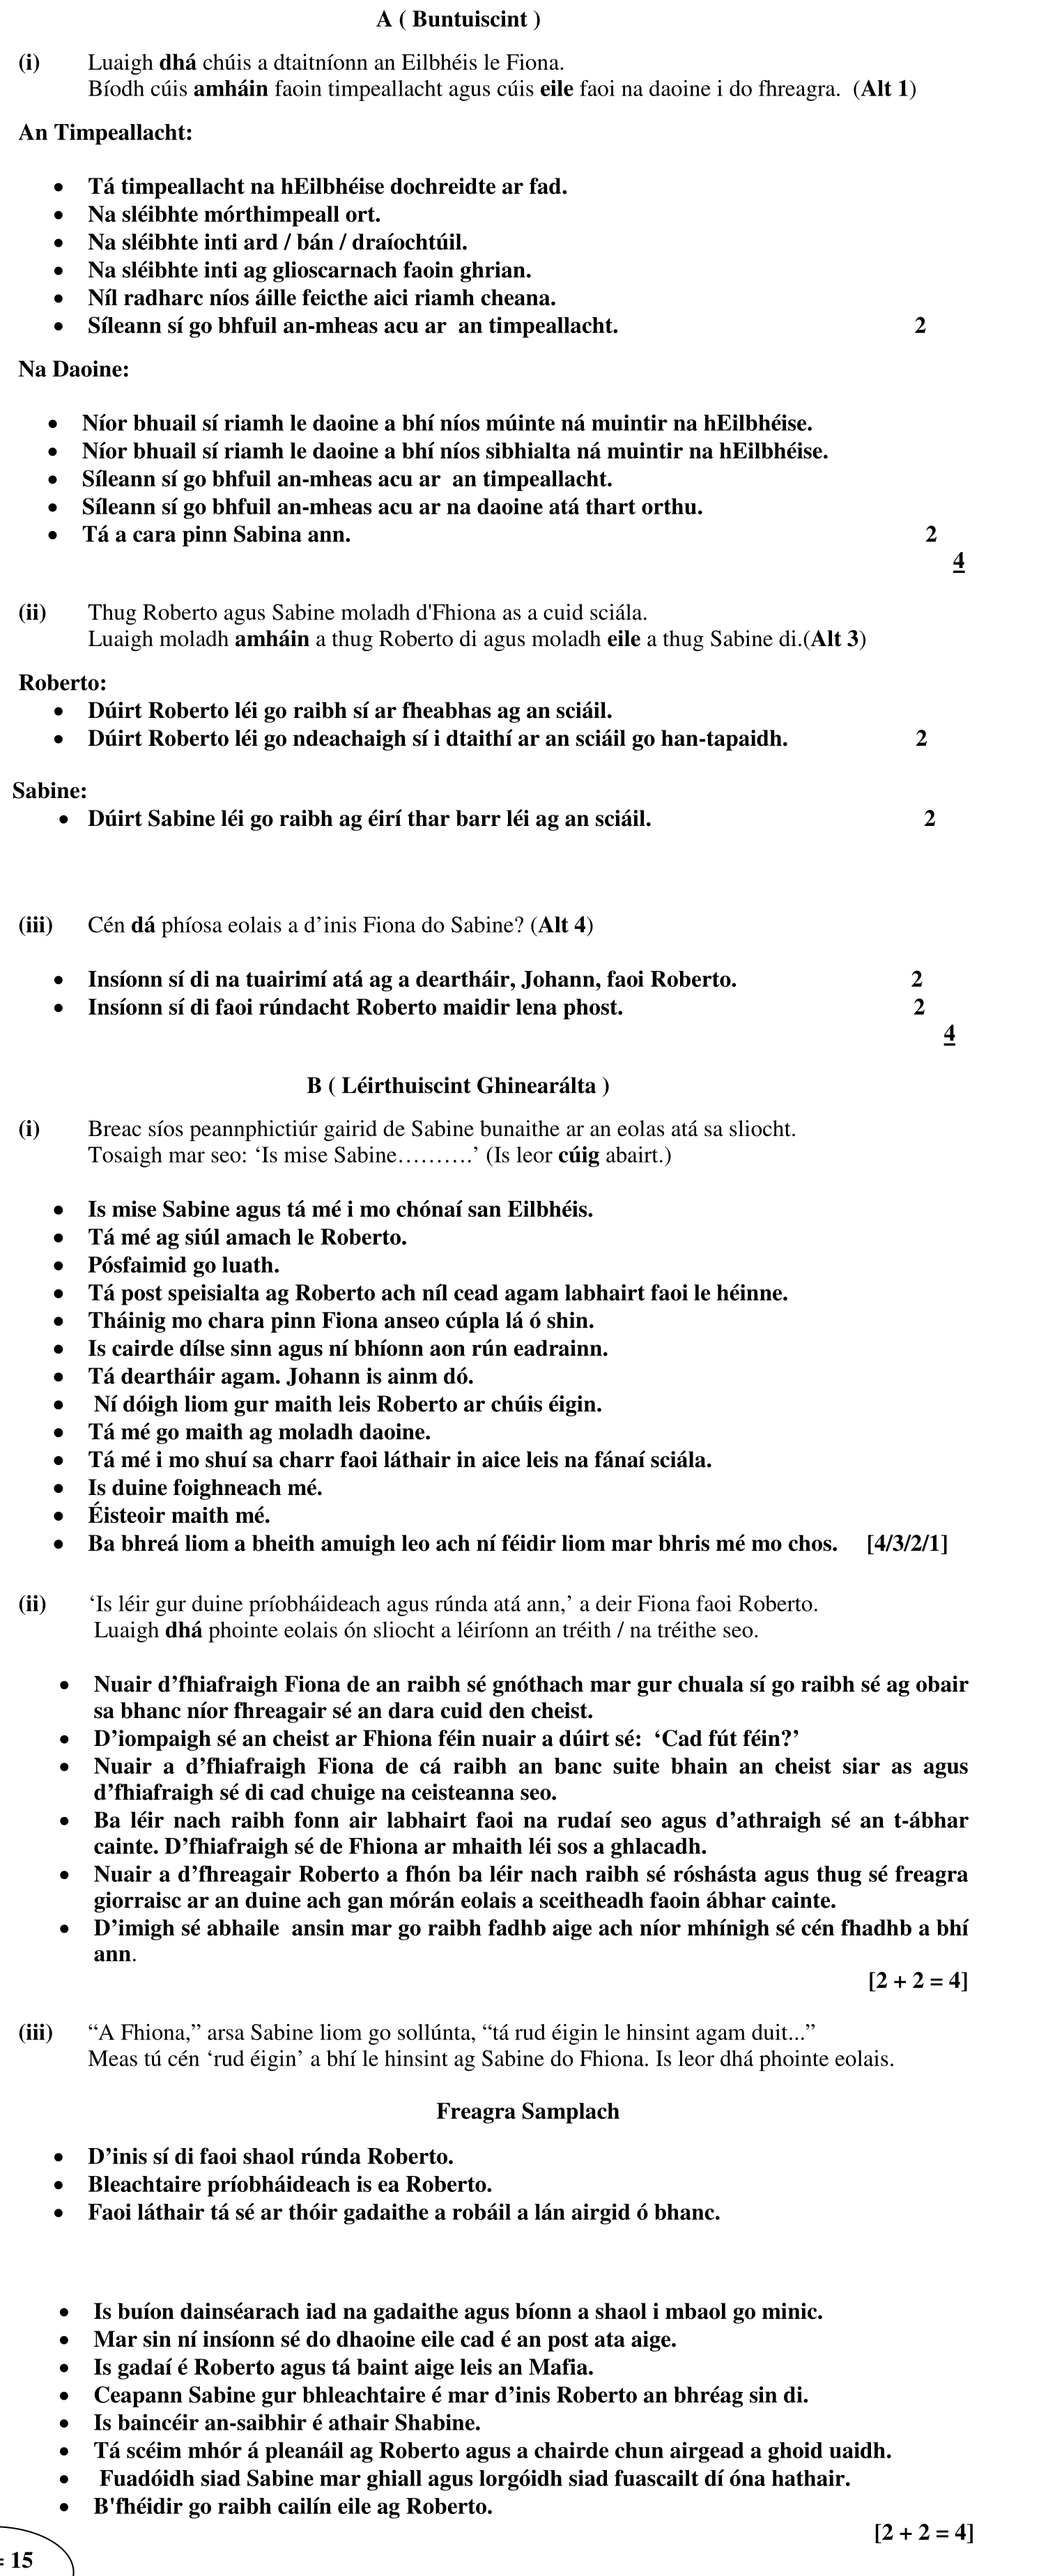 A ( Buntuiscint )
(i) Luaigh dhá chúis a dtaitníonn an Eilbhéis le Fiona.
Bíodh cúis amháin faoin timpeallacht agus cúis eile faoi na daoine i do fhreagra. (Alt 1)
An Timpeallacht:
• Tá timpeallacht na hEilbhéise dochreidte ar fad.
• Na sléibhte mórthimpeall ort.
• Na sléibhte inti ard / bán / draíochtúil.
• Na sléibhte inti ag glioscarnach faoin ghrian.
• Níl radharc níos áille feicthe aici riamh cheana.
• Síleann sí go bhfuil an-mheas acu ar an timpeallacht. 2
Na Daoine:
• Níor bhuail sí riamh le daoine a bhí níos múinte ná muintir na hEilbhéise.
• Níor bhuail sí riamh le daoine a bhí níos sibhialta ná muintir na hEilbhéise.
• Síleann sí go bhfuil an-mheas acu ar an timpeallacht.
• Síleann sí go bhfuil an-mheas acu ar na daoine atá thart orthu.
• Tá a cara pinn Sabina ann. 2
4
(ii) Thug Roberto agus Sabine moladh d'Fhiona as a cuid sciála.
Luaigh moladh amháin a thug Roberto di agus moladh eile a thug Sabine di.(Alt 3)
Roberto:
• Dúirt Roberto léi go raibh sí ar fheabhas ag an sciáil.
• Dúirt Roberto léi go ndeachaigh sí i dtaithí ar an sciáil go han-tapaidh. 2
Sabine:
• Dúirt Sabine léi go raibh ag éirí thar barr léi ag an sciáil. 2
(iii) Cén dá phíosa eolais a d’inis Fiona do Sabine? (Alt 4)
• Insíonn sí di na tuairimí atá ag a deartháir, Johann, faoi Roberto. 2
• Insíonn sí di faoi rúndacht Roberto maidir lena phost. 2
4
B ( Léirthuiscint Ghinearálta )
(i) Breac síos peannphictiúr gairid de Sabine bunaithe ar an eolas atá sa sliocht.
Tosaigh mar seo: ‘Is mise Sabine……….’ (Is leor cúig abairt.)
• Is mise Sabine agus tá mé i mo chónaí san Eilbhéis.
• Tá mé ag siúl amach le Roberto.
• Pósfaimid go luath.
• Tá post speisialta ag Roberto ach níl cead agam labhairt faoi le héinne.
• Tháinig mo chara pinn Fiona anseo cúpla lá ó shin.
• Is cairde dílse sinn agus ní bhíonn aon rún eadrainn.
• Tá deartháir agam. Johann is ainm dó.
• Ní dóigh liom gur maith leis Roberto ar chúis éigin.
• Tá mé go maith ag moladh daoine.
• Tá mé i mo shuí sa charr faoi láthair in aice leis na fánaí sciála.
• Is duine foighneach mé.
• Éisteoir maith mé.
• Ba bhreá liom a bheith amuigh leo ach ní féidir liom mar bhris mé mo chos. [4/3/2/1]
(ii) ‘Is léir gur duine príobháideach agus rúnda atá ann,’ a deir Fiona faoi Roberto.
Luaigh dhá phointe eolais ón sliocht a léiríonn an tréith / na tréithe seo.
• Nuair d’fhiafraigh Fiona de an raibh sé gnóthach mar gur chuala sí go raibh sé ag obair
sa bhanc níor fhreagair sé an dara cuid den cheist.
• D’iompaigh sé an cheist ar Fhiona féin nuair a dúirt sé: ‘Cad fút féin?’
• Nuair a d’fhiafraigh Fiona de cá raibh an banc suite bhain an cheist siar as agus
d’fhiafraigh sé di cad chuige na ceisteanna seo.
• Ba léir nach raibh fonn air labhairt faoi na rudaí seo agus d’athraigh sé an t-ábhar
cainte. D’fhiafraigh sé de Fhiona ar mhaith léi sos a ghlacadh.
• Nuair a d’fhreagair Roberto a fhón ba léir nach raibh sé róshásta agus thug sé freagra
giorraisc ar an duine ach gan mórán eolais a sceitheadh faoin ábhar cainte.
• D’imigh sé abhaile ansin mar go raibh fadhb aige ach níor mhínigh sé cén fhadhb a bhí
ann.
[2 + 2 = 4]
(iii) “A Fhiona,” arsa Sabine liom go sollúnta, “tá rud éigin le hinsint agam duit...”
Meas tú cén ‘rud éigin’ a bhí le hinsint ag Sabine do Fhiona. Is leor dhá phointe eolais.
Freagra Samplach
• D’inis sí di faoi shaol rúnda Roberto.
• Bleachtaire príobháideach is ea Roberto.
• Faoi láthair tá sé ar thóir gadaithe a robáil a lán airgid ó bhanc.
• Is buíon dainséarach iad na gadaithe agus bíonn a shaol i mbaol go minic.
• Mar sin ní insíonn sé do dhaoine eile cad é an post ata aige.
• Is gadaí é Roberto agus tá baint aige leis an Mafia.
• Ceapann Sabine gur bhleachtaire é mar d’inis Roberto an bhréag sin di.
• Is baincéir an-saibhir é athair Shabine.
• Tá scéim mhór á pleanáil ag Roberto agus a chairde chun airgead a ghoid uaidh.
• Fuadóidh siad Sabine mar ghiall agus lorgóidh siad fuascailt dí óna hathair.
• B'fhéidir go raibh cailín eile ag Roberto.
[2 + 2 = 4]
= 15